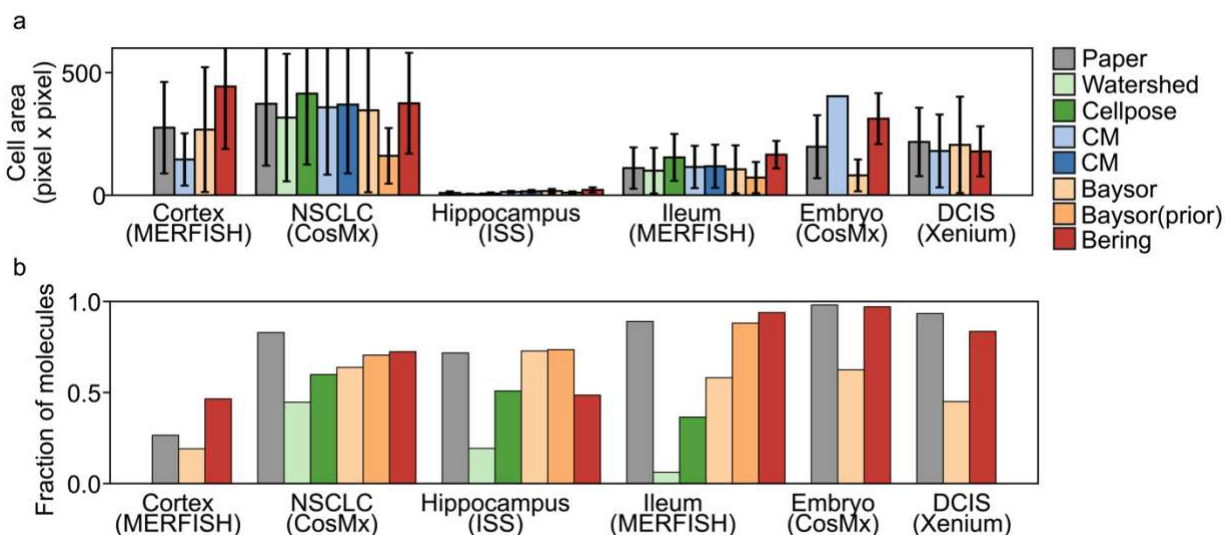 a
Cell area
(pixel x pixel)
500
0
Cortex
(MERFISH)
NSCLC
(CosMx)
Hippocampus
(ISS)
Ileum
(MERFISH)
Embryo
(CosMx)
DCIS
(Xenium)
Paper
Watershed
Cellpose
CM
CM
Baysor
Baysor(prior)
Bering
b
Fraction of molecules
1.0
0.5
0.0
Cortex
(MERFISH)
NSCLC
(CosMx)
Hippocampus
(ISS)
Ileum
(MERFISH)
Embryo
(CosMx)
DCIS
(Xenium)